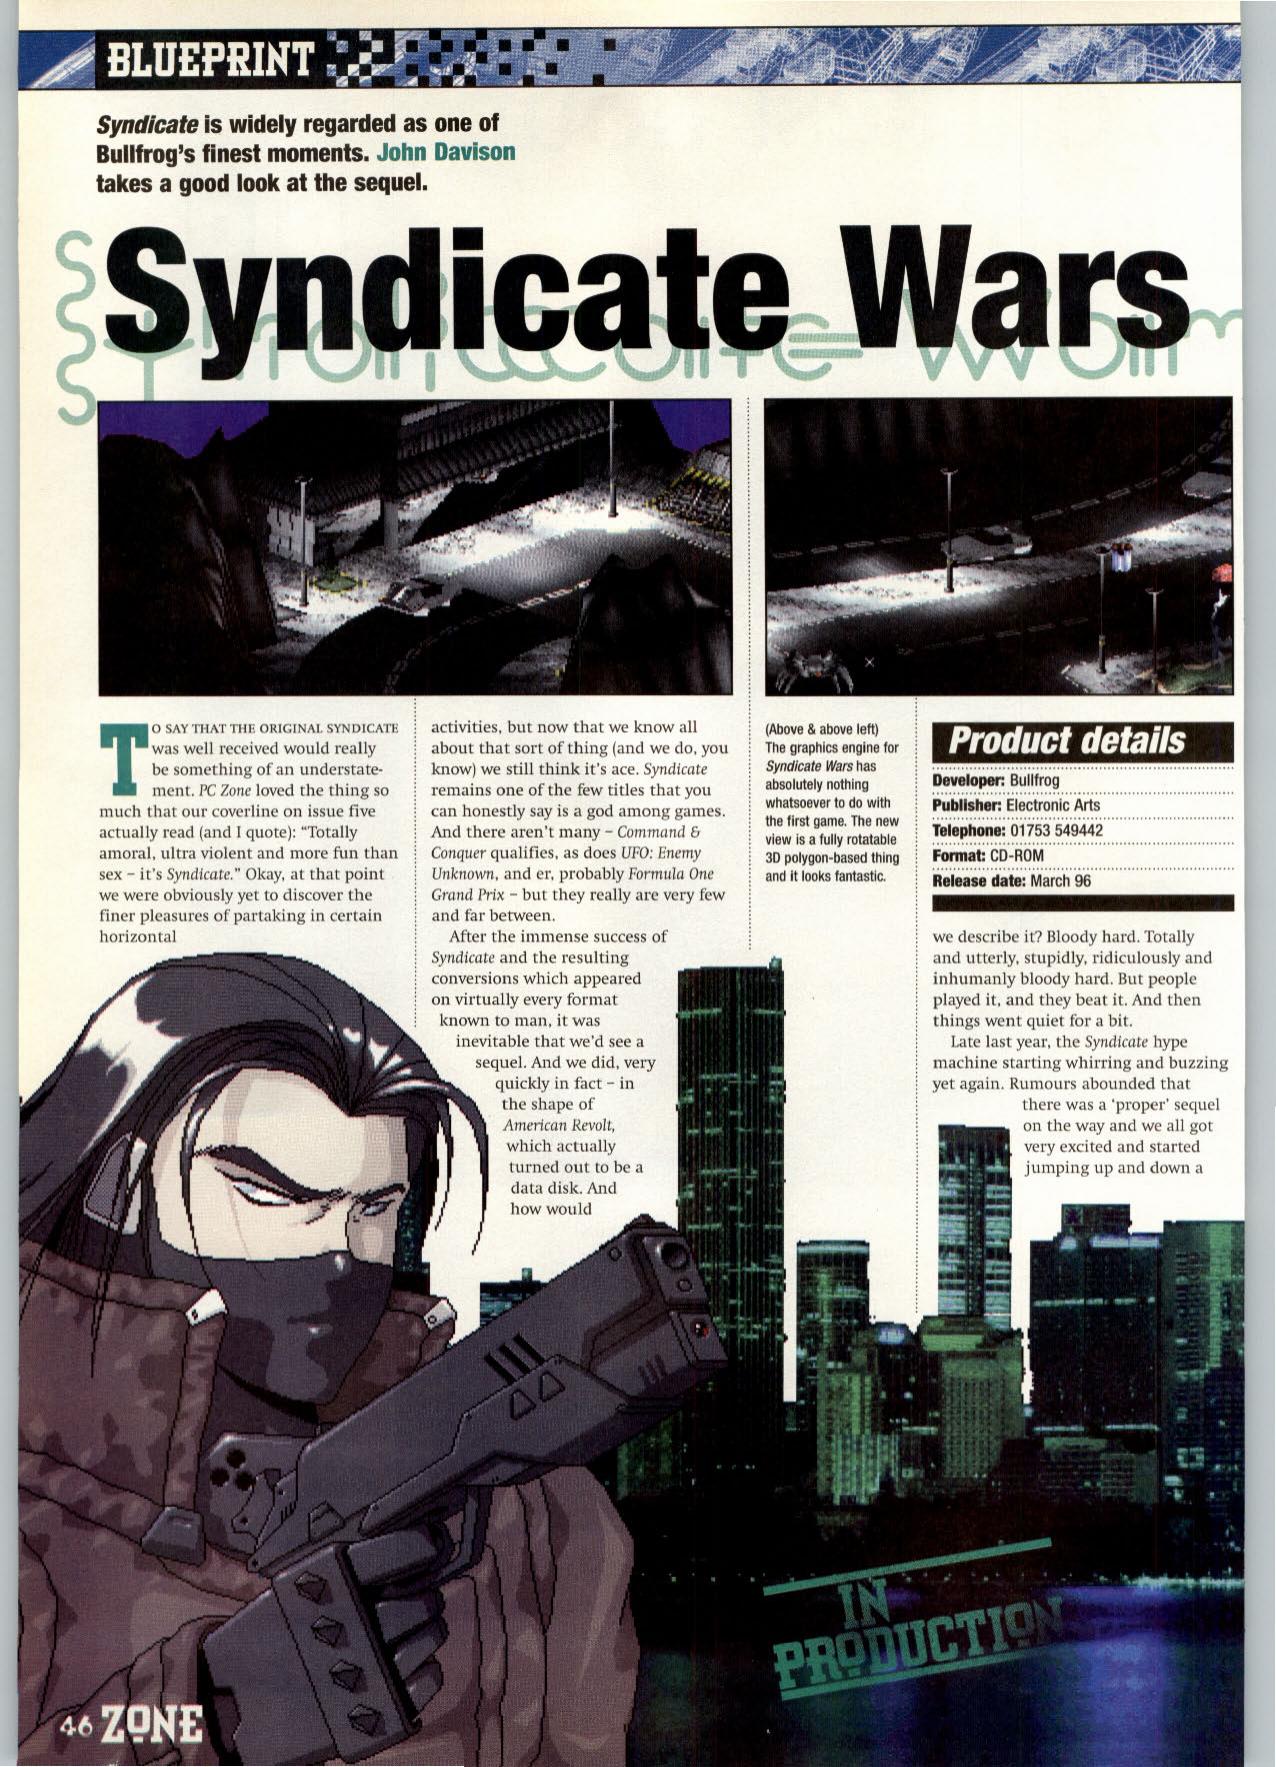 BLUEPRINT
Syndicate is widely regarded as one of
Bullfrog's finest moments. John Davison
takes a good look at the sequel.
Syndicate Wars
TO SAY THAT THE ORIGINAL SYNDICATE
was well received would really
be something of an understate-
ment. PC Zone loved the thing so
much that our coverline on issue five
actually read (and I quote): "Totally
amoral, ultra violent and more fun than
sex – it's Syndicate." Okay, at that point
we were obviously yet to discover the
finer pleasures of partaking in certain
horizontal
activities, but now that we know all
about that sort of thing (and we do, you
know) we still think it's ace. Syndicate
remains one of the few titles that you
can honestly say is a god among games.
And there aren't many – Command &
Conquer qualifies, as does UFO: Enemy
Unknown, and er, probably Formula One
Grand Prix – but they really are very few
and far between.
After the immense success of
Syndicate and the resulting
conversions which appeared
on virtually every format
known to man, it was
inevitable that we'd see a
sequel. And we did, very
quickly in fact – in
the shape of
American Revolt,
which actually
turned out to be a
data disk. And
how would
(Above & above left)
The graphics engine for
Syndicate Wars has
absolutely nothing
whatsoever to do with
the first game. The new
view is a fully rotatable
3D polygon-based thing
and it looks fantastic.
Product details
Developer: Bullfrog
Publisher: Electronic Arts
Telephone: 01753 549442
Format: CD-ROM
Release date: March 96
we describe it? Bloody hard. Totally
and utterly, stupidly, ridiculously and
inhumanly bloody hard. But people
played it, and they beat it. And then
things went quiet for a bit.
Late last year, the Syndicate hype
machine starting whirring and buzzing
yet again. Rumours abounded that
there was a 'proper' sequel
on the way and we all got
very excited and started
jumping up and down a
IN
PRODUCTION
46 ZONE